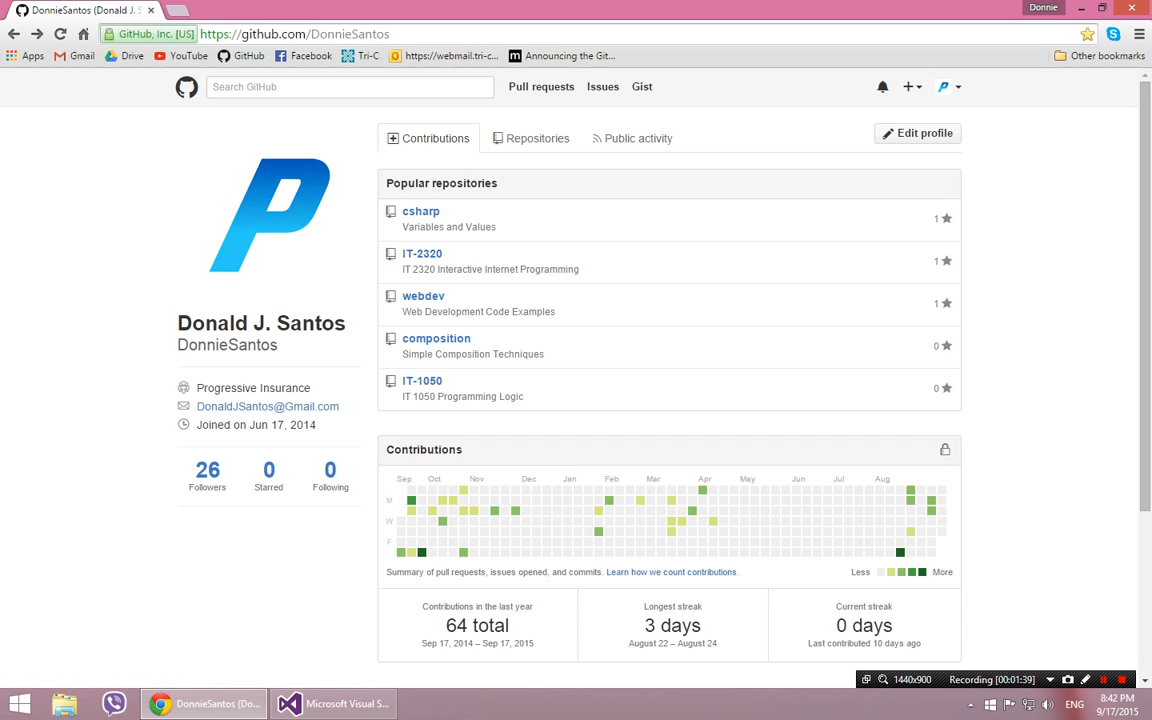 DonnieSantos (Donald J. S
Donnie
GitHub, Inc. [US] https://github.com/DonnieSantos
Apps Gmail Drive YouTube GitHub Facebook Tri-C https://webmail.tri-c... Announcing the Git... Other bookmarks
Search GitHub Pull requests Issues Gist
Contributions Repositories Public activity Edit profile
Popular repositories
csharp
Variables and Values
1
IT-2320
IT 2320 Interactive Internet Programming
1
webdev
Web Development Code Examples
1
composition
Simple Composition Techniques
0
IT-1050
IT 1050 Programming Logic
0
P
Donald J. Santos
DonnieSantos
Progressive Insurance
DonaldJSantos@Gmail.com
Joined on Jun 17, 2014
26 0 0
Followers Starred Following
Contributions
Sep Oct Nov Dec Jan Feb Mar Apr May Jun Jul Aug
M
W
F
Summary of pull requests, issues opened, and commits. Learn how we count contributions. Less More
Contributions in the last year
64 total
Sep 17, 2014 – Sep 17, 2015
Longest streak
3 days
August 22 – August 24
Current streak
0 days
Last contributed 10 days ago
1440x900 Recording [00:01:39]
DonnieSantos (Do... Microsoft Visual S... ENG
8:42 PM
9/17/2015